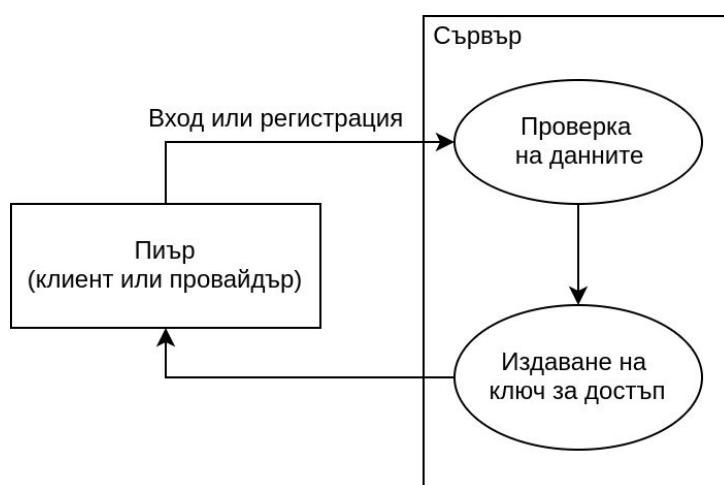 Сървър
Вход или регистрация
Проверка
на данните
Пиър
(клиент или провайдър)
Издаване на
ключ за достъп